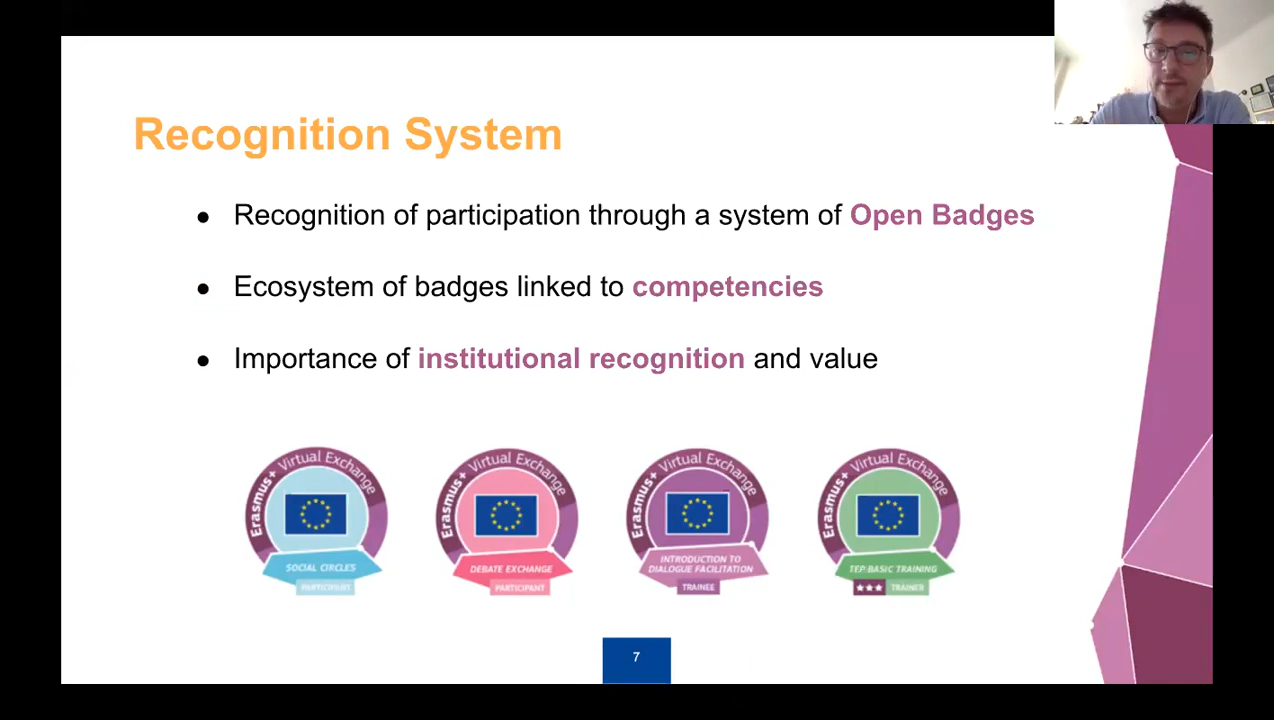 Recognition System
● Recognition of participation through a system of Open Badges
● Ecosystem of badges linked to competencies
● Importance of institutional recognition and value
Erasmus+ Virtual Exchange
SOCIAL CIRCLES
PARTICIPANT
Erasmus+ Virtual Exchange
DEBATE EXCHANGE
PARTICIPANT
Erasmus+ Virtual Exchange
INTRODUCTION TO
DIALOGUE FACILITATION
TRAINEE
Erasmus+ Virtual Exchange
TEP BASIC TRAINING
★★★ TRAINER
7